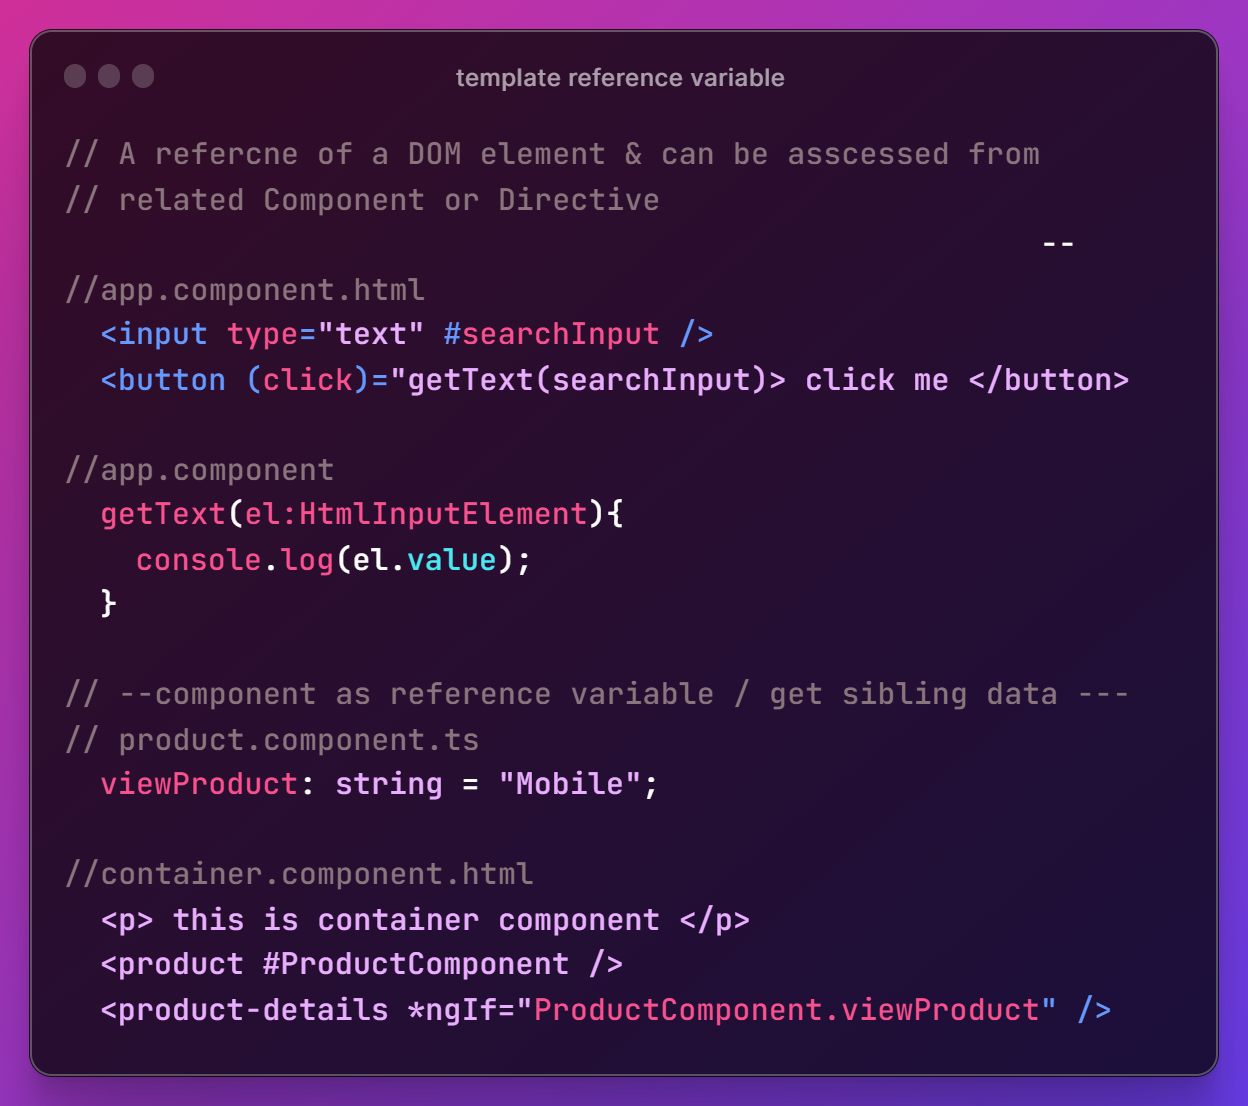 template reference variable
// A refercne of a DOM element & can be asscessed from
// related Component or Directive
--
//app.component.html
<input type="text" #searchInput />
<button (click)="getText(searchInput)> click me </button>
//app.component
getText(el:HtmlInputElement){
console.log(el.value);
}
// --component as reference variable / get sibling data ---
// product.component.ts
viewProduct: string = "Mobile";
//container.component.html
<p> this is container component </p>
<product #ProductComponent />
<product-details *ngIf="ProductComponent.viewProduct" />